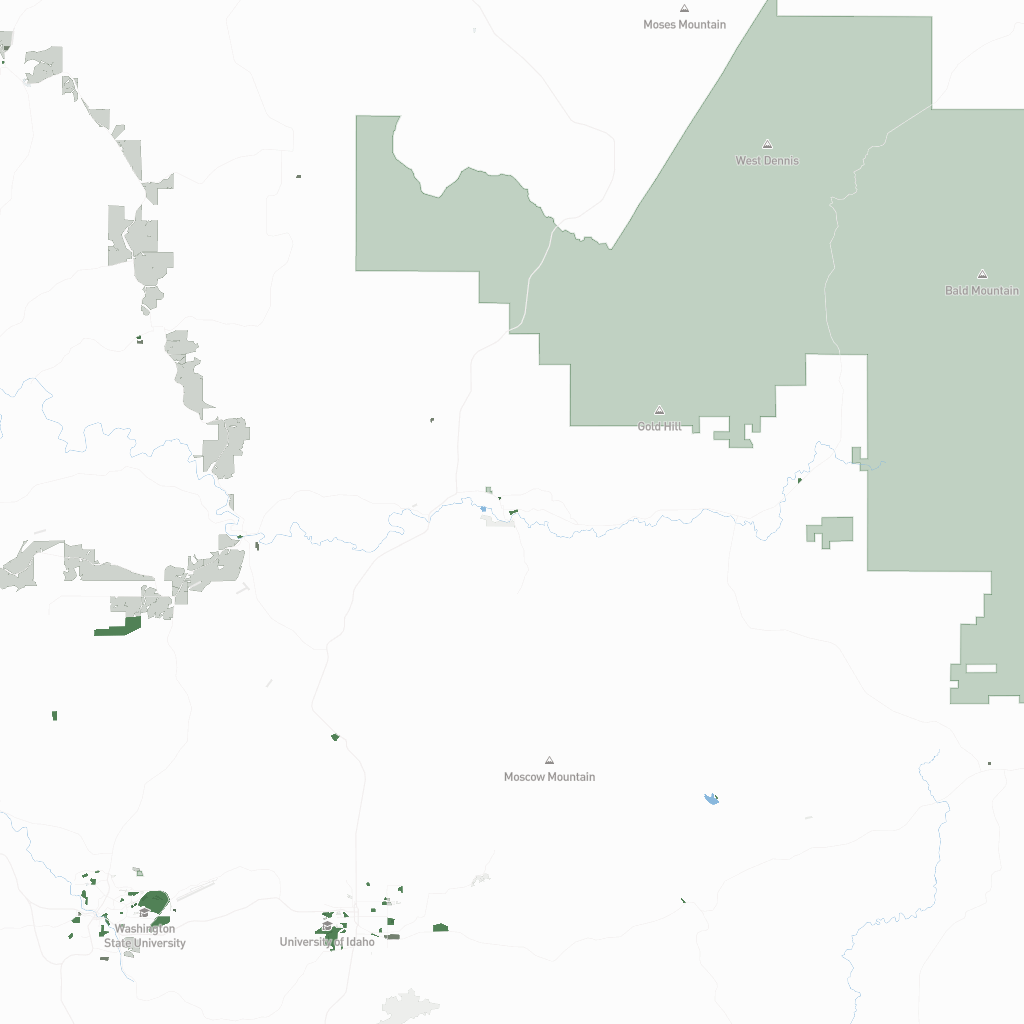 Moses Mountain
West Dennis
Bald Mountain
Gold Hill
Moscow Mountain
Washington
State University
University of Idaho